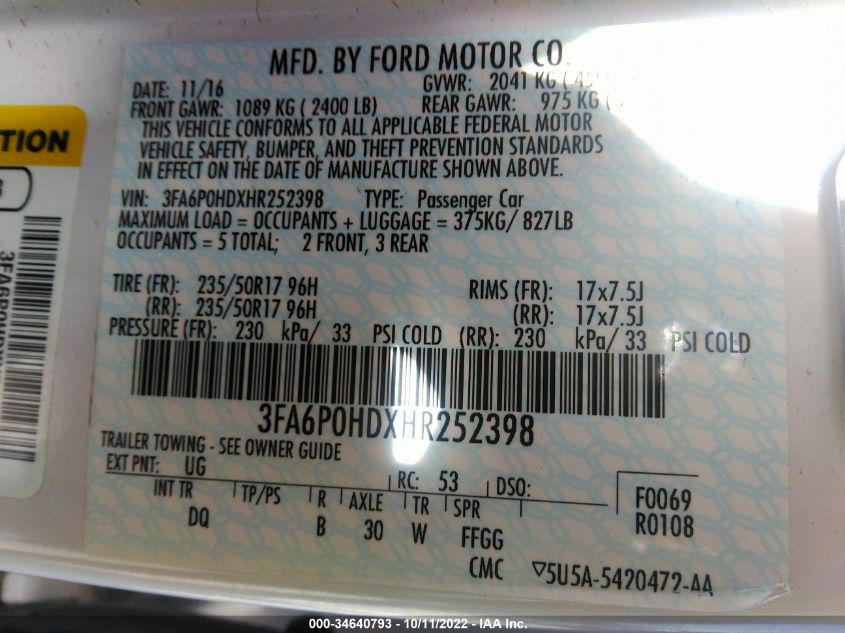 MFD. BY FORD MOTOR CO.
DATE: 11/16 GVWR: 2041 KG (
FRONT GAWR: 1089 KG ( 2400 LB) REAR GAWR: 975 KG (
THIS VEHICLE CONFORMS TO ALL APPLICABLE FEDERAL MOTOR
VEHICLE SAFETY, BUMPER, AND THEFT PREVENTION STANDARDS
IN EFFECT ON THE DATE OF MANUFACTURE SHOWN ABOVE.
VIN: 3FA6P0HDXHR252398 TYPE: Passenger Car
MAXIMUM LOAD = OCCUPANTS + LUGGAGE = 375KG/ 827LB
OCCUPANTS = 5 TOTAL; 2 FRONT, 3 REAR
TIRE (FR): 235/50R17 96H RIMS (FR): 17x7.5J
(RR): 235/50R17 96H (RR): 17x7.5J
PRESSURE (FR): 230 kPa/ 33 PSI COLD (RR): 230 kPa/ 33 PSI COLD
3FA6P0HDXHR252398
TRAILER TOWING - SEE OWNER GUIDE
EXT PNT: UG RC: 53 DSO:
INT TR TP/PS R AXLE TR SPR F0069
DQ B 30 W FFGG R0108
CMC ▽5U5A-5420472-AA
000-34640793 - 10/11/2022 - IAA Inc.